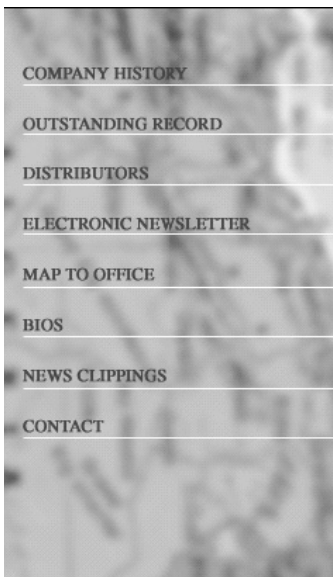 COMPANY HISTORY
OUTSTANDING RECORD
DISTRIBUTORS
ELECTRONIC NEWSLETTER
MAP TO OFFICE
BIOS
NEWS CLIPPINGS
CONTACT